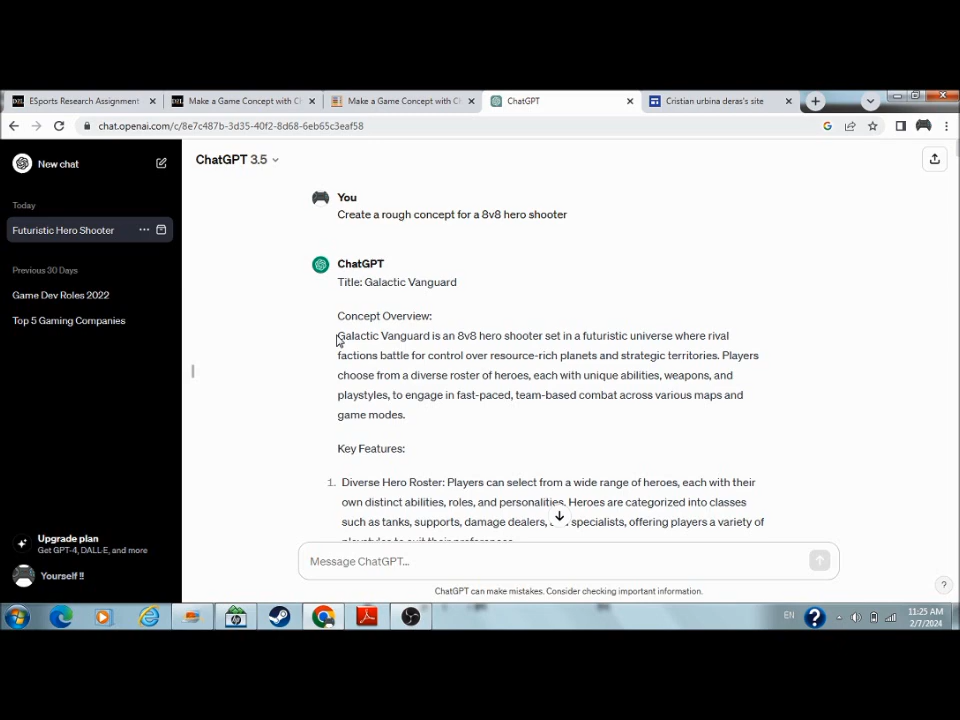 ESports Research Assignment
Make a Game Concept with C
Make a Game Concept with C
ChatGPT
Cristian urbina deras's site
chat.openai.com/c/8e7c487b-3d35-40f2-8d68-6eb65c3eaf58
New chat
ChatGPT 3.5
Today
Futuristic Hero Shooter
Previous 30 Days
Game Dev Roles 2022
Top 5 Gaming Companies
You
Create a rough concept for a 8v8 hero shooter
ChatGPT
Title: Galactic Vanguard
Concept Overview:
Galactic Vanguard is an 8v8 hero shooter set in a futuristic universe where rival
factions battle for control over resource-rich planets and strategic territories. Players
choose from a diverse roster of heroes, each with unique abilities, weapons, and
playstyles, to engage in fast-paced, team-based combat across various maps and
game modes.
Key Features:
1. Diverse Hero Roster: Players can select from a wide range of heroes, each with their
own distinct abilities, roles, and personalities. Heroes are categorized into classes
such as tanks, supports, damage dealers, specialists, offering players a variety of
playstyles to suit their preferences.
Upgrade plan
Get GPT-4, DALL·E, and more
Yourself !!
Message ChatGPT...
ChatGPT can make mistakes. Consider checking important information.
?
EN
11:25 AM
2/7/2024